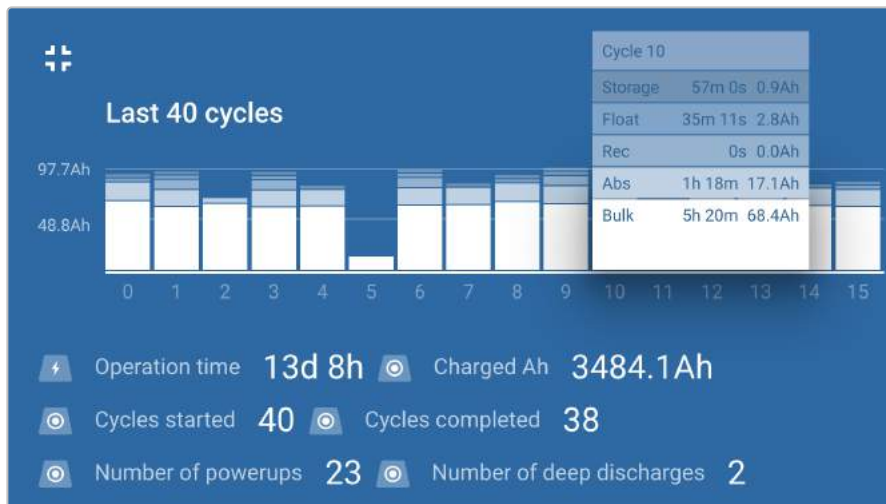 Cycle 10
Storage 57m 0s 0.9Ah
Last 40 cycles
Float 35m 11s 2.8Ah
Rec 0s 0.0Ah
97.7Ah
Abs 1h 18m 17.1Ah
Bulk 5h 20m 68.4Ah
48.8Ah
0 1 2 3 4 5 6 7 8 9 10 11 12 13 14 15
Operation time 13d 8h Charged Ah 3484.1Ah
Cycles started 40 Cycles completed 38
Number of powerups 23 Number of deep discharges 2